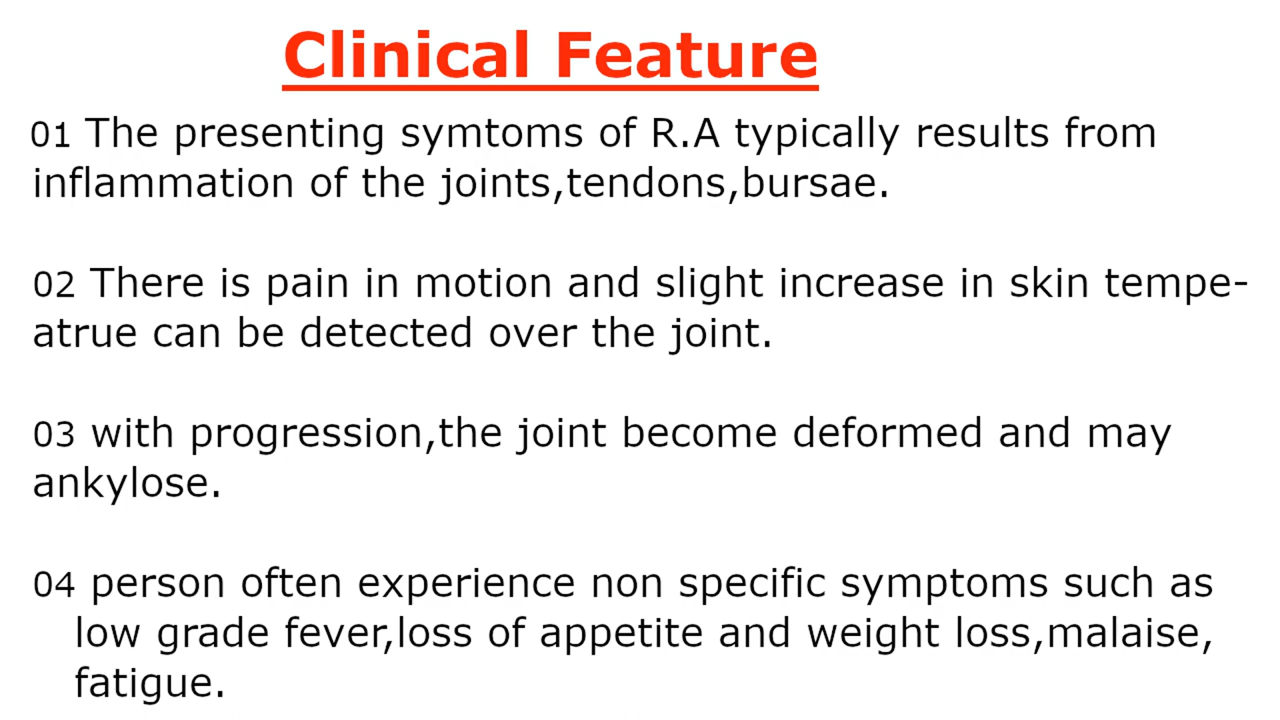 Clinical Feature
01 The presenting symtoms of R.A typically results from
inflammation of the joints,tendons,bursae.
02 There is pain in motion and slight increase in skin tempe-
atrue can be detected over the joint.
03 with progression,the joint become deformed and may
ankylose.
04 person often experience non specific symptoms such as
low grade fever,loss of appetite and weight loss,malaise,
fatigue.